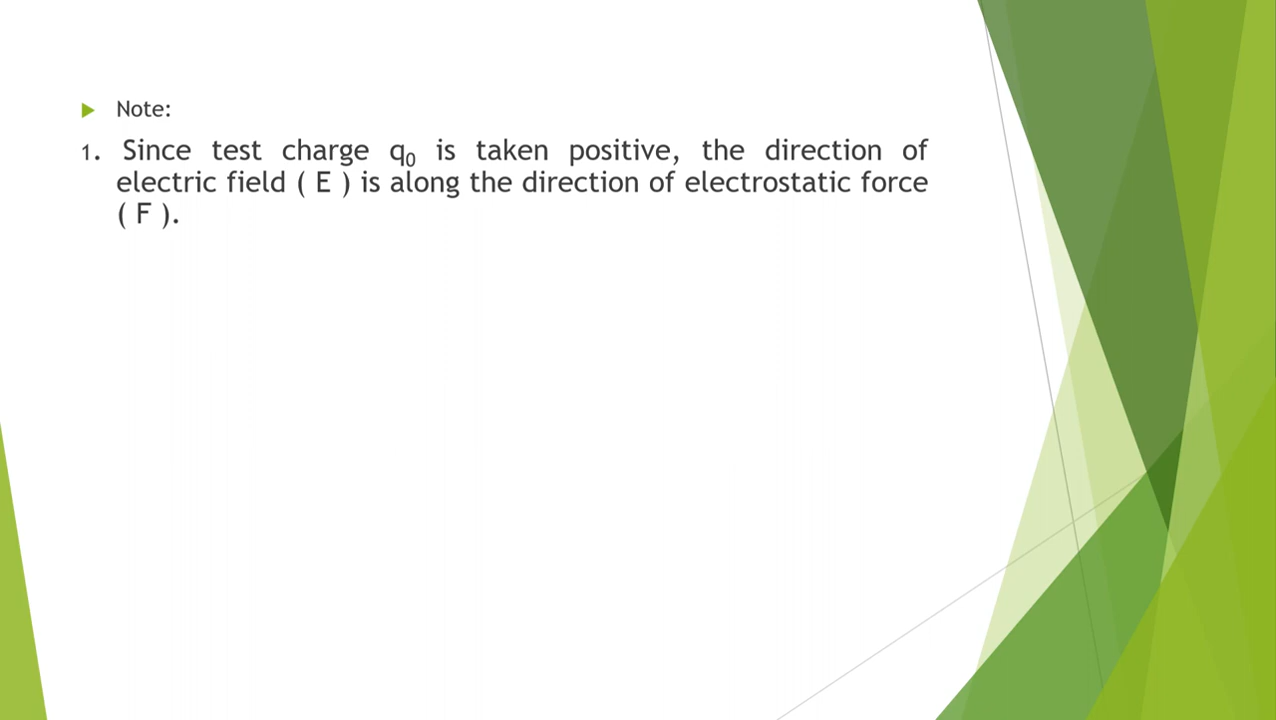 Note:
1. Since test charge q₀ is taken positive, the direction of
electric field ( E ) is along the direction of electrostatic force
( F ).